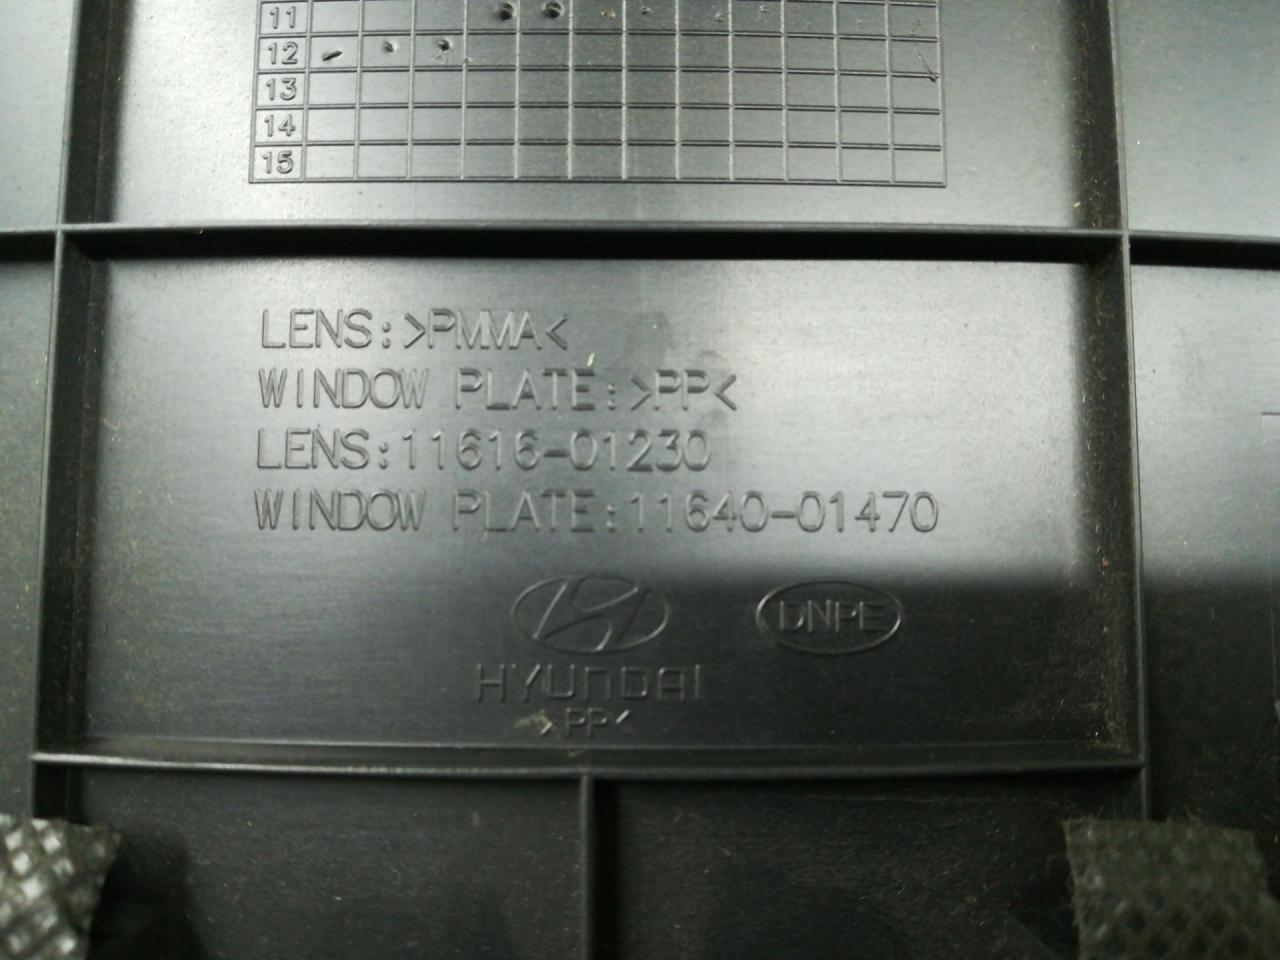 11
12
13
14
15
LENS:>PMMA<
WINDOW PLATE:>PP<
LENS:11616-01230
WINDOW PLATE:11640-01470
DNPE
HYUNDAI
>PP<